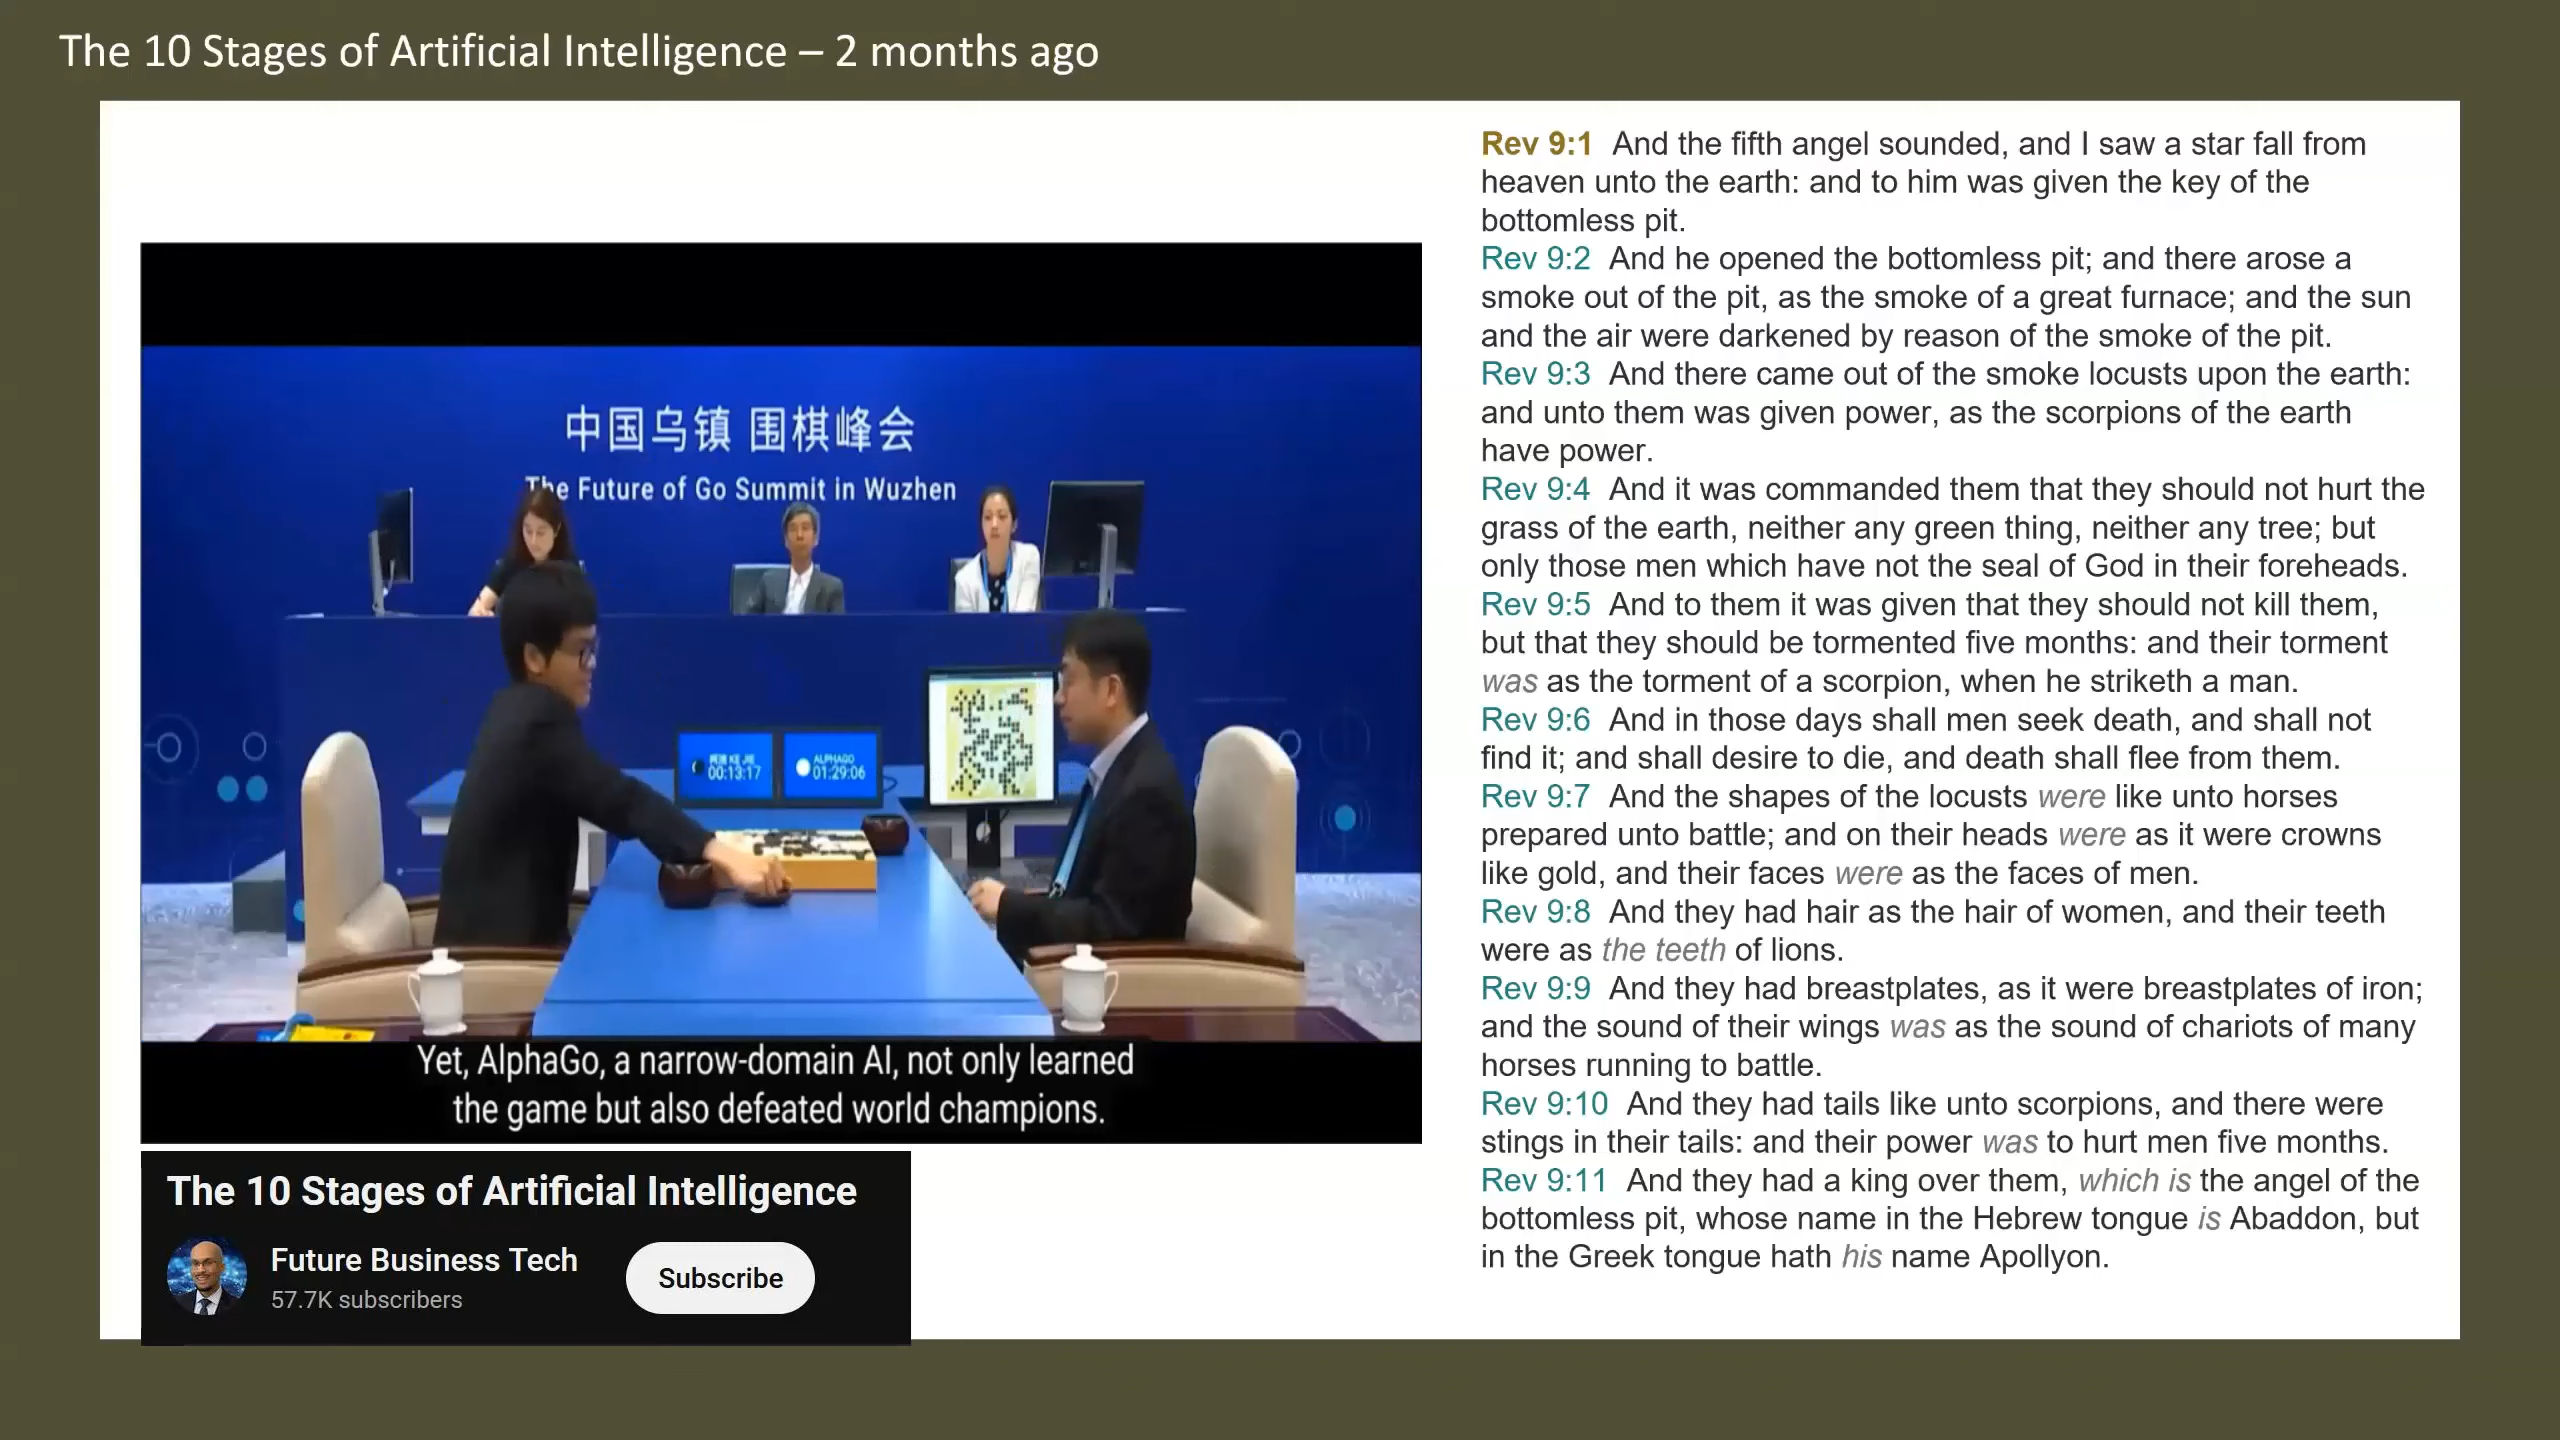 The 10 Stages of Artificial Intelligence – 2 months ago
中国乌镇 围棋峰会
The Future of Go Summit in Wuzhen
KE JIE
00:13:17
ALPHAGO
01:29:06
Yet, AlphaGo, a narrow-domain AI, not only learned
the game but also defeated world champions.
The 10 Stages of Artificial Intelligence
Future Business Tech
57.7K subscribers
Subscribe
Rev 9:1 And the fifth angel sounded, and I saw a star fall from
heaven unto the earth: and to him was given the key of the
bottomless pit.
Rev 9:2 And he opened the bottomless pit; and there arose a
smoke out of the pit, as the smoke of a great furnace; and the sun
and the air were darkened by reason of the smoke of the pit.
Rev 9:3 And there came out of the smoke locusts upon the earth:
and unto them was given power, as the scorpions of the earth
have power.
Rev 9:4 And it was commanded them that they should not hurt the
grass of the earth, neither any green thing, neither any tree; but
only those men which have not the seal of God in their foreheads.
Rev 9:5 And to them it was given that they should not kill them,
but that they should be tormented five months: and their torment
was as the torment of a scorpion, when he striketh a man.
Rev 9:6 And in those days shall men seek death, and shall not
find it; and shall desire to die, and death shall flee from them.
Rev 9:7 And the shapes of the locusts were like unto horses
prepared unto battle; and on their heads were as it were crowns
like gold, and their faces were as the faces of men.
Rev 9:8 And they had hair as the hair of women, and their teeth
were as the teeth of lions.
Rev 9:9 And they had breastplates, as it were breastplates of iron;
and the sound of their wings was as the sound of chariots of many
horses running to battle.
Rev 9:10 And they had tails like unto scorpions, and there were
stings in their tails: and their power was to hurt men five months.
Rev 9:11 And they had a king over them, which is the angel of the
bottomless pit, whose name in the Hebrew tongue is Abaddon, but
in the Greek tongue hath his name Apollyon.